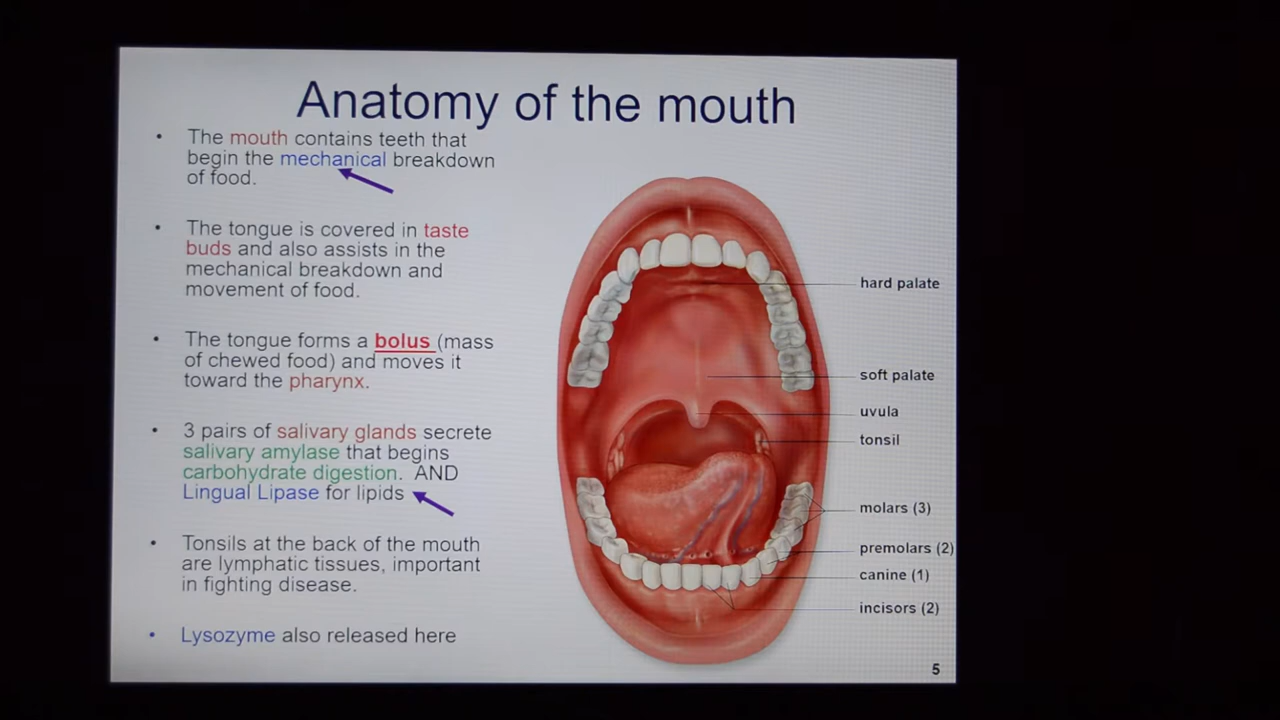 Anatomy of the mouth
• The mouth contains teeth that
begin the mechanical breakdown
of food.
• The tongue is covered in taste
buds and also assists in the
mechanical breakdown and
movement of food.
• The tongue forms a bolus (mass
of chewed food) and moves it
toward the pharynx.
• 3 pairs of salivary glands secrete
salivary amylase that begins
carbohydrate digestion. AND
Lingual Lipase for lipids
• Tonsils at the back of the mouth
are lymphatic tissues, important
in fighting disease.
• Lysozyme also released here
hard palate
soft palate
uvula
tonsil
molars (3)
premolars (2)
canine (1)
incisors (2)
5